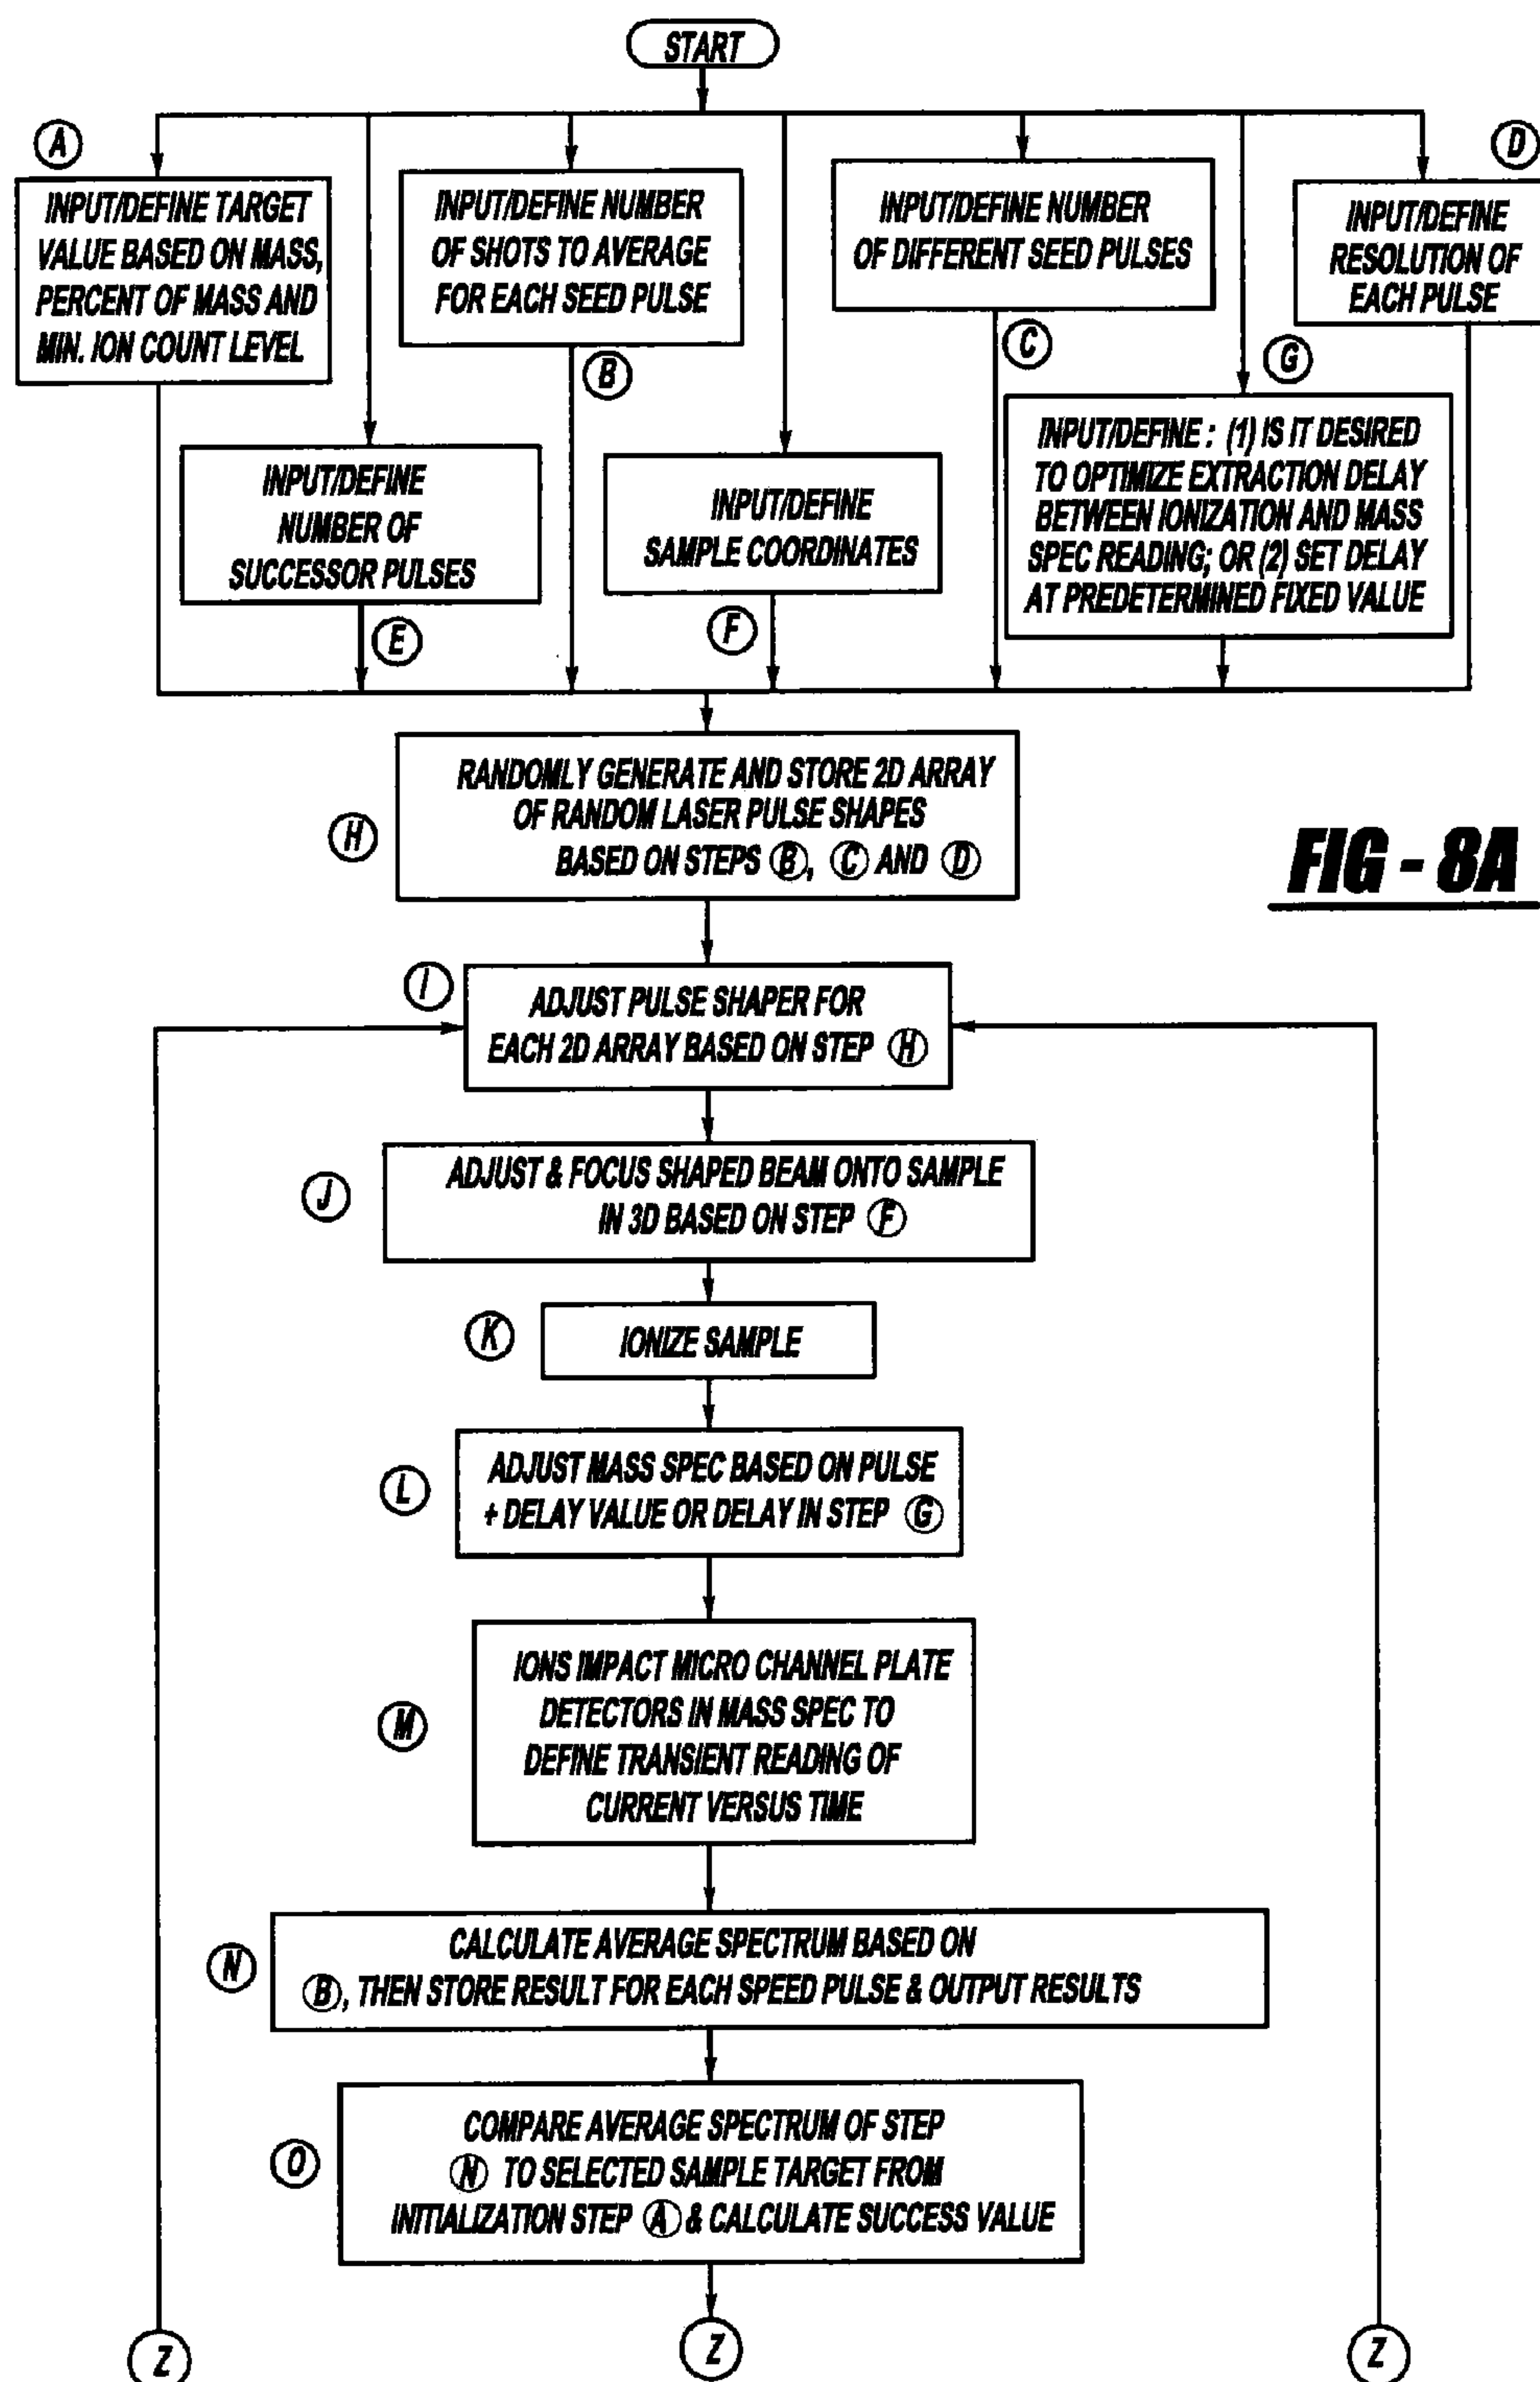 START
A
INPUT/DEFINE TARGET
VALUE BASED ON MASS,
PERCENT OF MASS AND
MIN. ION COUNT LEVEL
INPUT/DEFINE NUMBER
OF SHOTS TO AVERAGE
FOR EACH SEED PULSE
B
INPUT/DEFINE NUMBER
OF DIFFERENT SEED PULSES
C
D
INPUT/DEFINE
RESOLUTION OF
EACH PULSE
INPUT/DEFINE
NUMBER OF
SUCCESSOR PULSES
E
INPUT/DEFINE
SAMPLE COORDINATES
F
G
INPUT/DEFINE : (1) IS IT DESIRED
TO OPTIMIZE EXTRACTION DELAY
BETWEEN IONIZATION AND MASS
SPEC READING; OR (2) SET DELAY
AT PREDETERMINED FIXED VALUE
H
RANDOMLY GENERATE AND STORE 2D ARRAY
OF RANDOM LASER PULSE SHAPES
BASED ON STEPS B, C AND D
FIG - 8A
I
ADJUST PULSE SHAPER FOR
EACH 2D ARRAY BASED ON STEP H
J
ADJUST & FOCUS SHAPED BEAM ONTO SAMPLE
IN 3D BASED ON STEP F
K
IONIZE SAMPLE
L
ADJUST MASS SPEC BASED ON PULSE
+ DELAY VALUE OR DELAY IN STEP G
M
IONS IMPACT MICRO CHANNEL PLATE
DETECTORS IN MASS SPEC TO
DEFINE TRANSIENT READING OF
CURRENT VERSUS TIME
N
CALCULATE AVERAGE SPECTRUM BASED ON
B, THEN STORE RESULT FOR EACH SPEED PULSE & OUTPUT RESULTS
O
COMPARE AVERAGE SPECTRUM OF STEP
N TO SELECTED SAMPLE TARGET FROM
INITIALIZATION STEP A & CALCULATE SUCCESS VALUE
Z
Z
Z